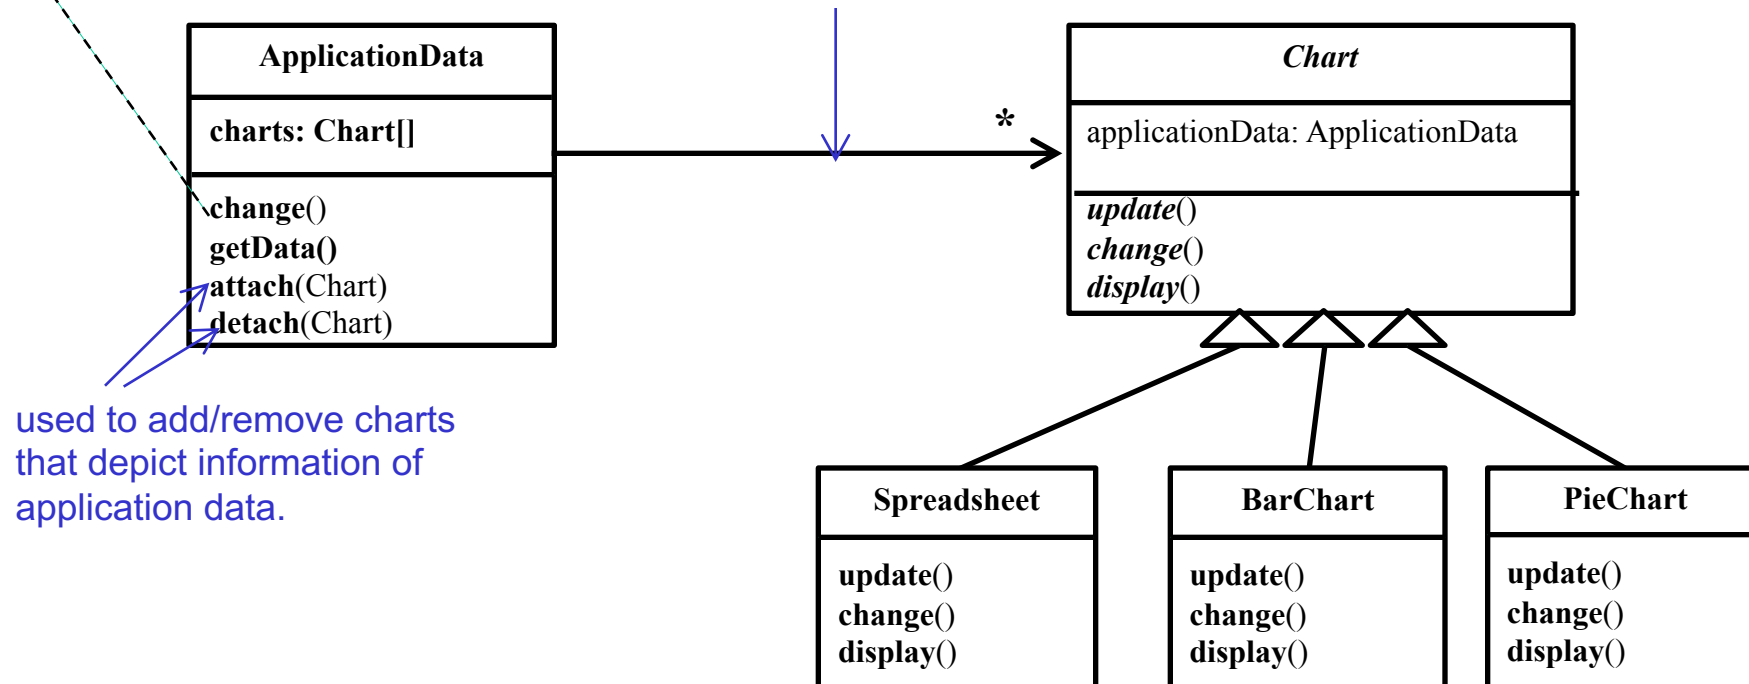 ApplicationData
charts: Chart[]
change()
getData()
attach(Chart)
detach(Chart)
*
Chart
applicationData: ApplicationData
update()
change()
display()
used to add/remove charts
that depict information of
application data.
Spreadsheet
update()
change()
display()
BarChart
update()
change()
display()
PieChart
update()
change()
display()